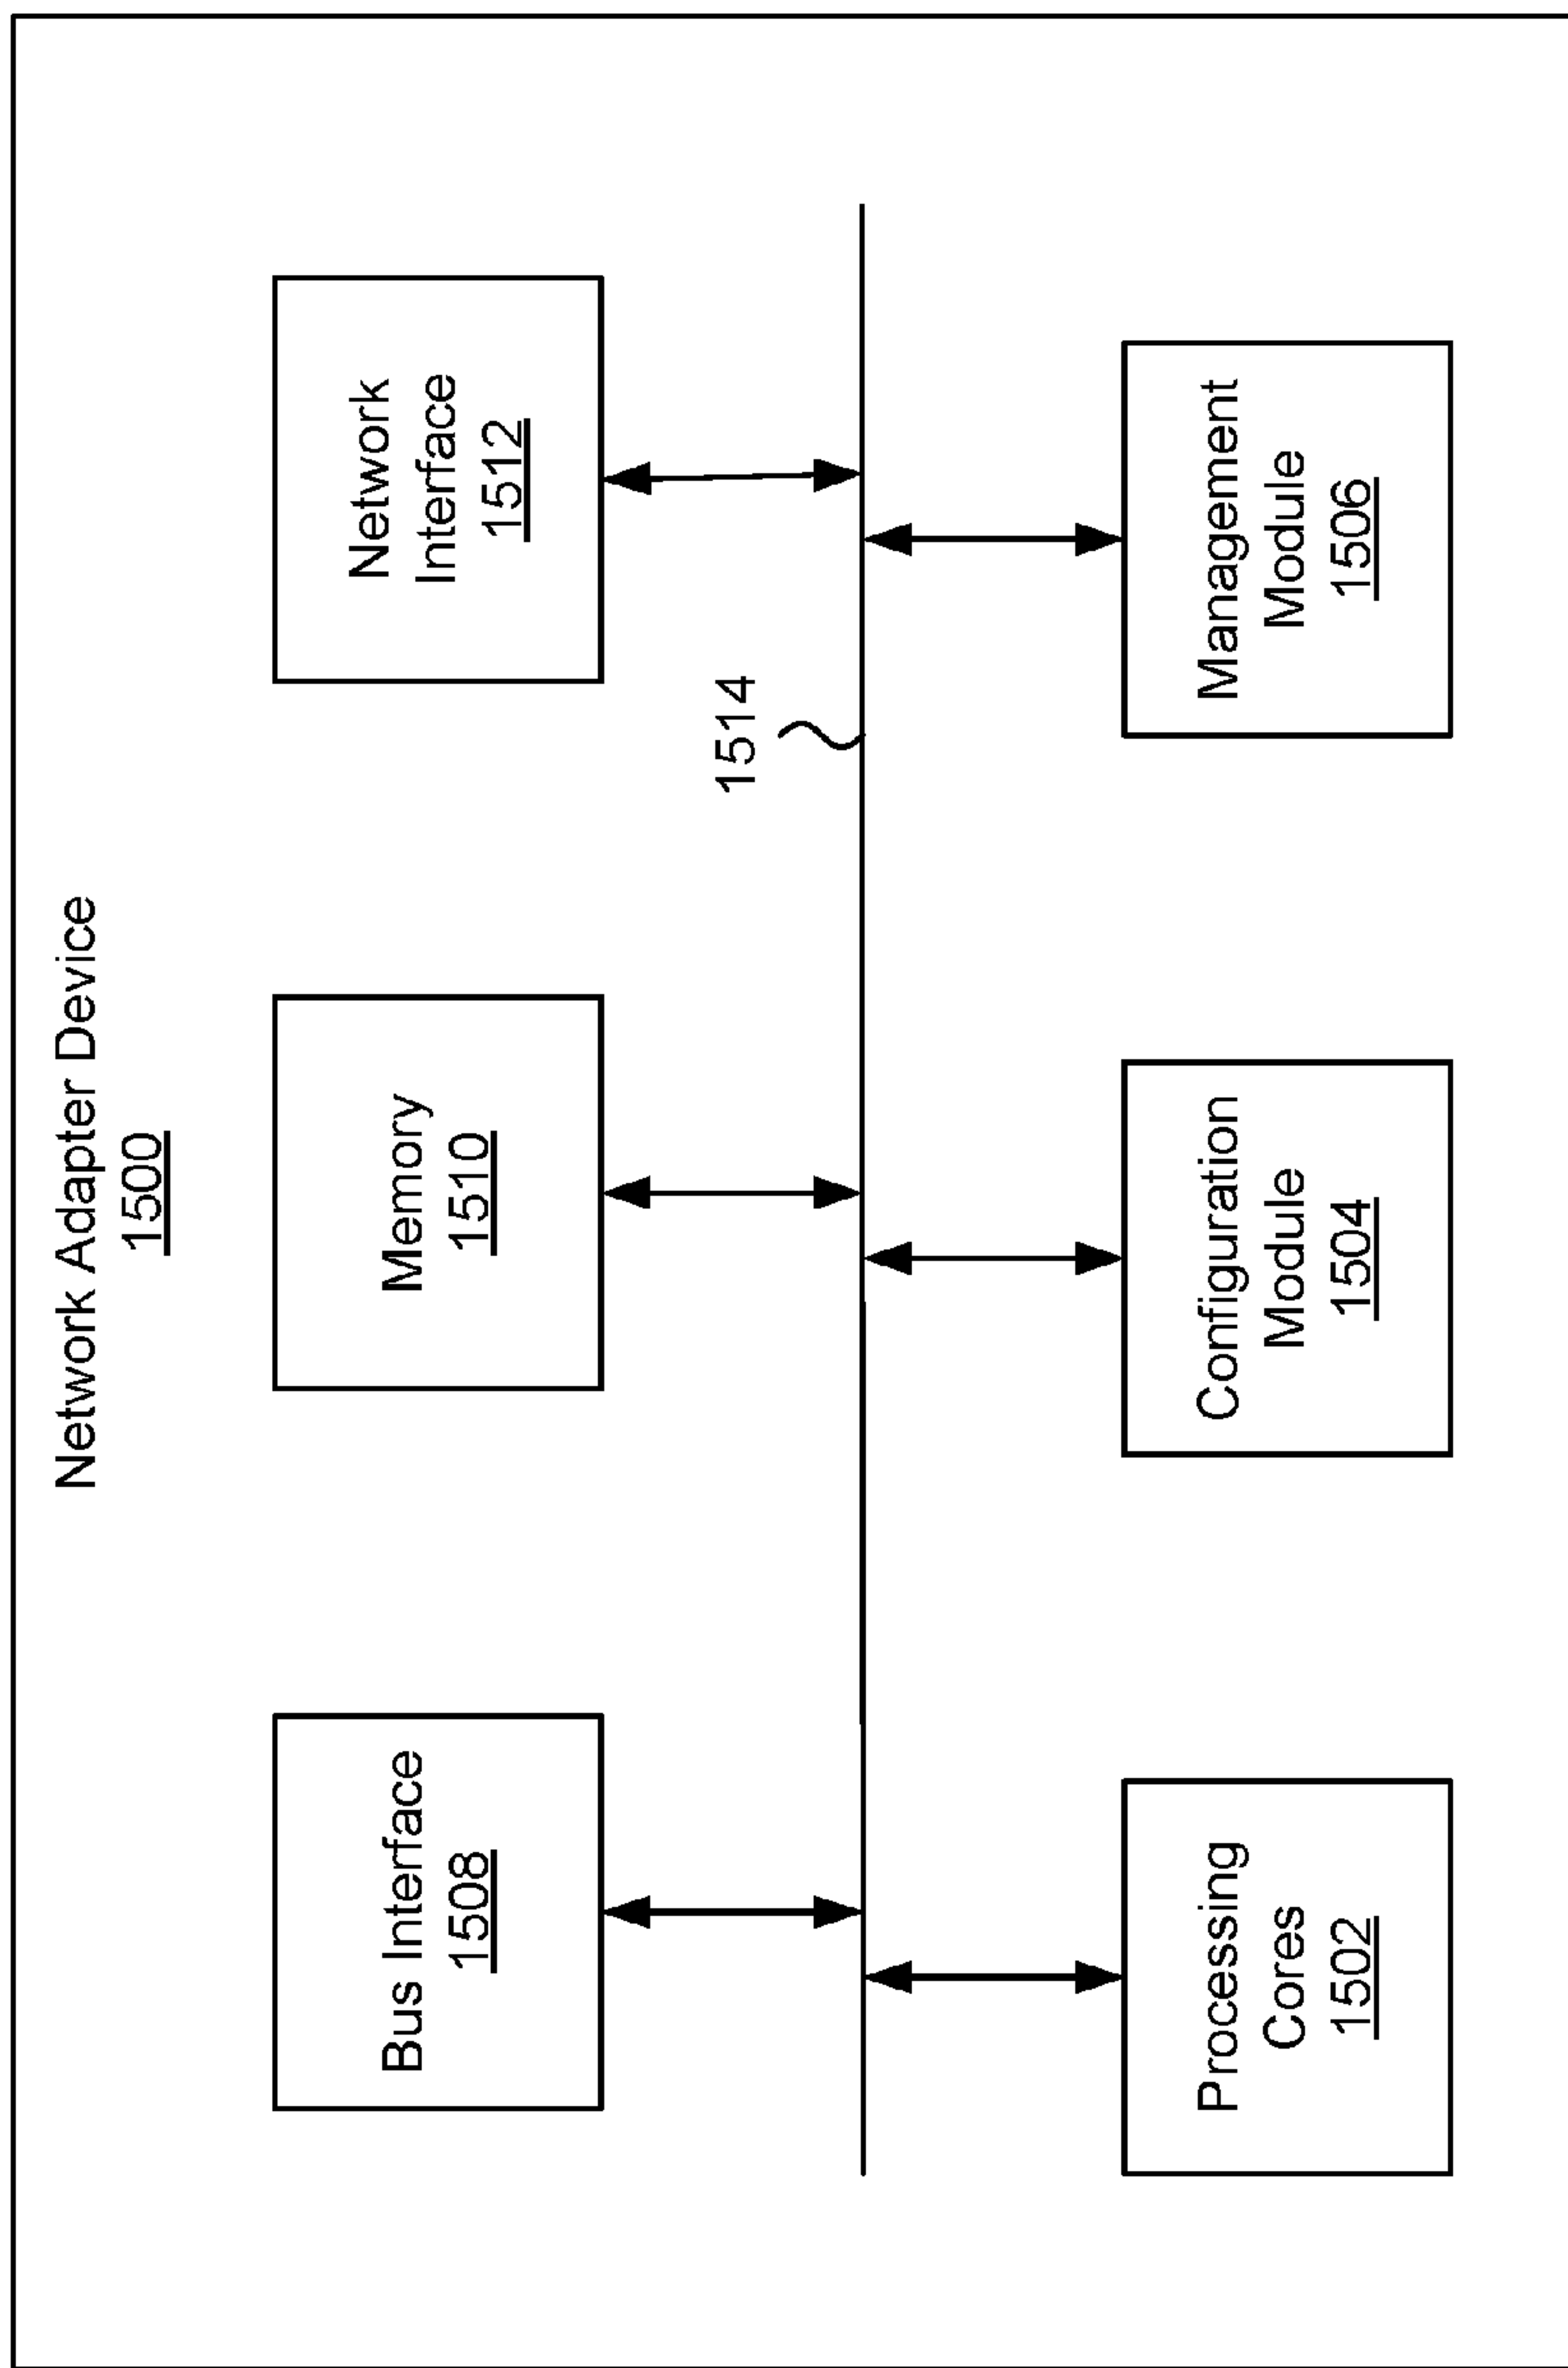 Network Adapter Device
1500
Bus Interface
1508
Memory
1510
Network
Interface
1512
1514
Processing
Cores
1502
Configuration
Module
1504
Management
Module
1506